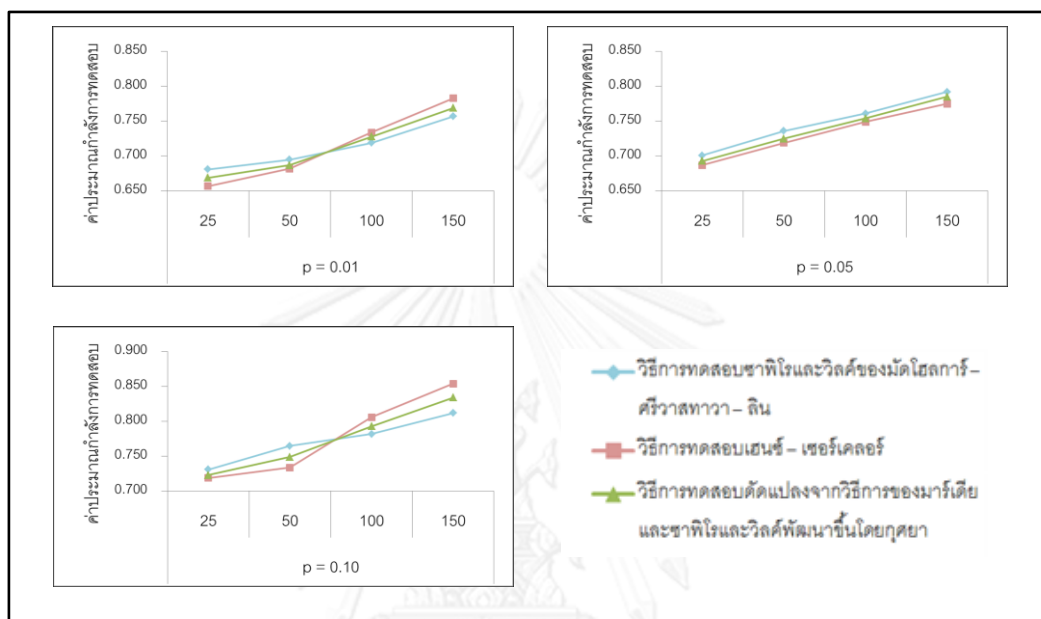 ค่าประมาณกำลังการทดสอบ
0.850
0.800
0.750
0.700
0.650
25 50 100 150
p = 0.01
ค่าประมาณกำลังการทดสอบ
0.850
0.800
0.750
0.700
0.650
25 50 100 150
p = 0.05
ค่าประมาณกำลังการทดสอบ
0.900
0.850
0.800
0.750
0.700
25 50 100 150
p = 0.10
วิธีการทดสอบชาพิโรและวิลค์ของมัดโฮลการ์ –
ศรีวาสทาวา – ลิน
วิธีการทดสอบเฮนซ์ – เซอร์เคลอร์
วิธีการทดสอบดัดแปลงจากวิธีการของมาร์เดีย
และชาพิโรและวิลค์พัฒนาขึ้นโดยกุศยา